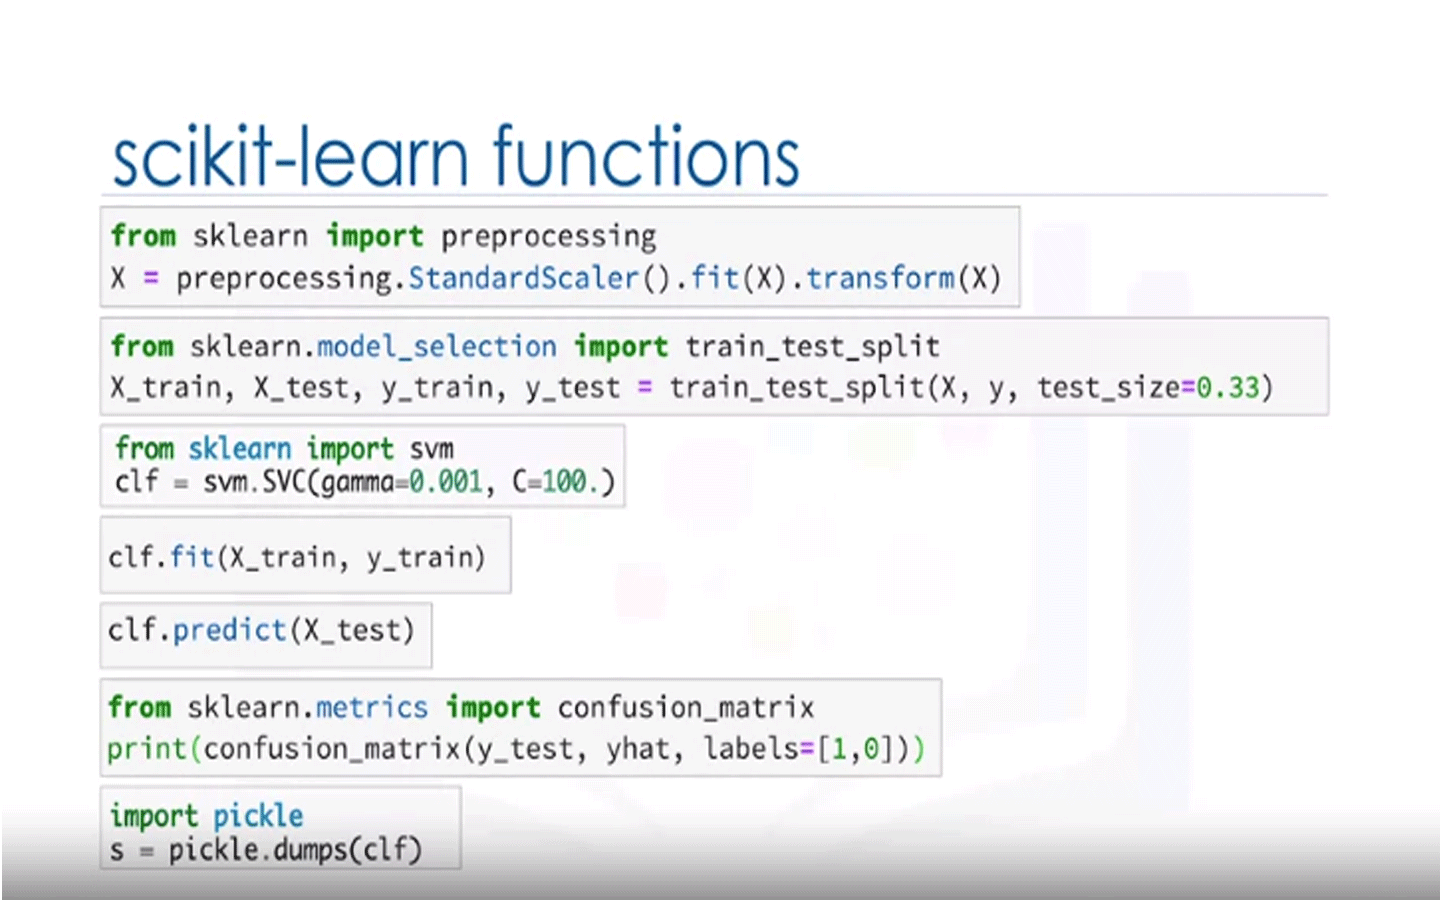 scikit-learn functions
from sklearn import preprocessing
X = preprocessing.StandardScaler().fit(X).transform(X)
from sklearn.model_selection import train_test_split
X_train, X_test, y_train, y_test = train_test_split(X, y, test_size=0.33)
from sklearn import svm
clf = svm.SVC(gamma=0.001, C=100.)
clf.fit(X_train, y_train)
clf.predict(X_test)
from sklearn.metrics import confusion_matrix
print(confusion_matrix(y_test, yhat, labels=[1,0]))
import pickle
s = pickle.dumps(clf)